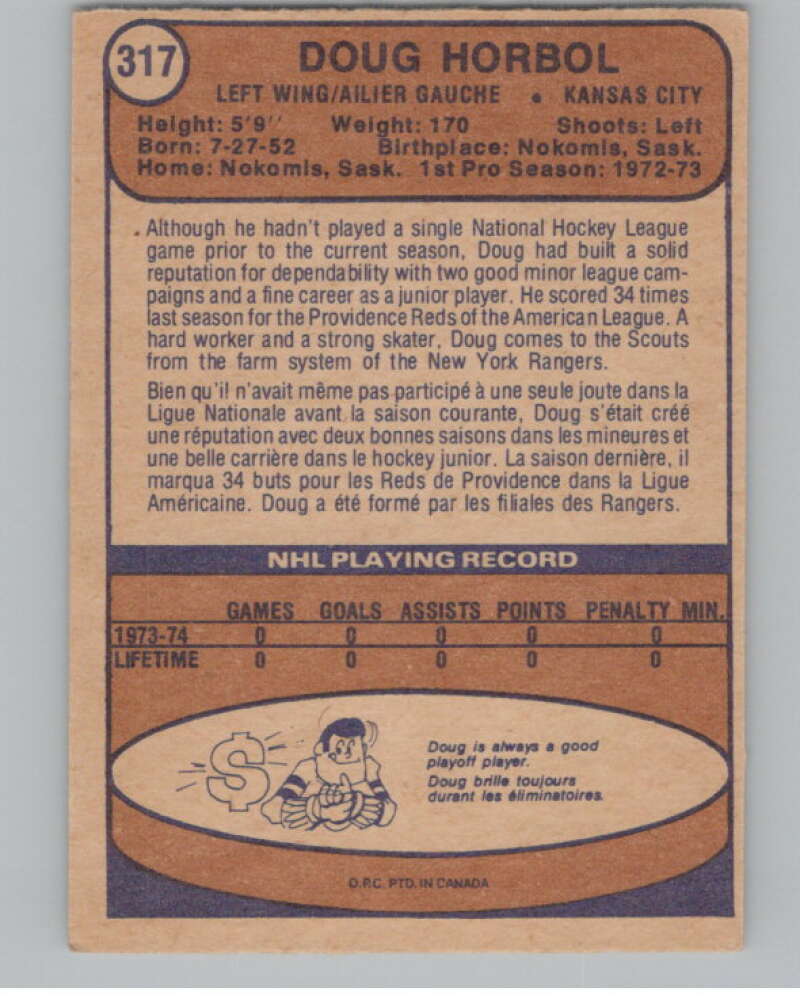 317
DOUG HORBOL
LEFT WING/AILIER GAUCHE • KANSAS CITY
Height: 5'9" Weight: 170 Shoots: Left
Born: 7-27-52 Birthplace: Nokomis, Sask.
Home: Nokomis, Sask. 1st Pro Season: 1972-73
Although he hadn't played a single National Hockey League
game prior to the current season, Doug had built a solid
reputation for dependability with two good minor league cam-
paigns and a fine career as a junior player. He scored 34 times
last season for the Providence Reds of the American League. A
hard worker and a strong skater, Doug comes to the Scouts
from the farm system of the New York Rangers.
Bien qu'il n'avait même pas participé à une seule joute dans la
Ligue Nationale avant la saison courante, Doug s'était créé
une réputation avec deux bonnes saisons dans les mineures et
une belle carrière dans le hockey junior. La saison dernière, il
marqua 34 buts pour les Reds de Providence dans la Ligue
Américaine. Doug a été formé par les filiales des Rangers.
NHL PLAYING RECORD
GAMES GOALS ASSISTS POINTS PENALTY MIN.
1973-74 0 0 0 0 0
LIFETIME 0 0 0 0 0
$
Doug is always a good
playoff player.
Doug brille toujours
durant les éliminatoires.
O.P.C. PTD. IN CANADA